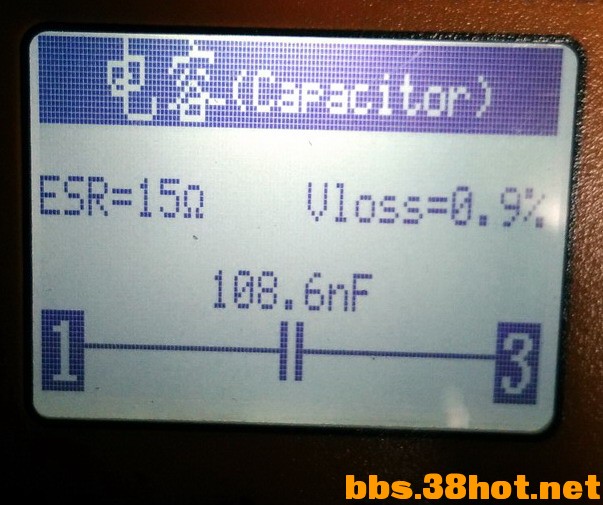 电容(Capacitor)
ESR=15Ω Vloss=0.9%
108.6nF
1 3
bbs.38hot.net